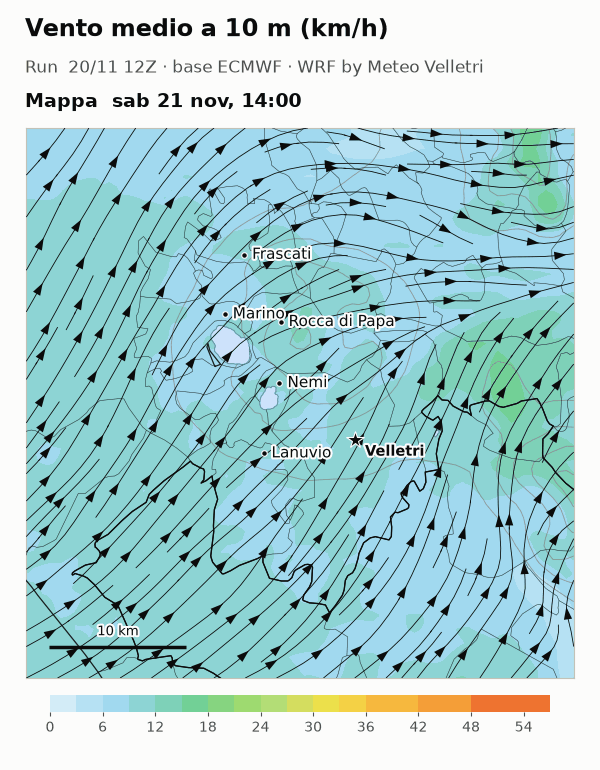 Vento medio a 10 m (km/h)
Run  20/11 12Z · base ECMWF · WRF by Meteo Velletri
Mappa  sab 21 nov, 14:00
Frascati
Marino
Rocca di Papa
Nemi
Velletri
Lanuvio
10 km
0 6 12 18 24 30 36 42 48 54